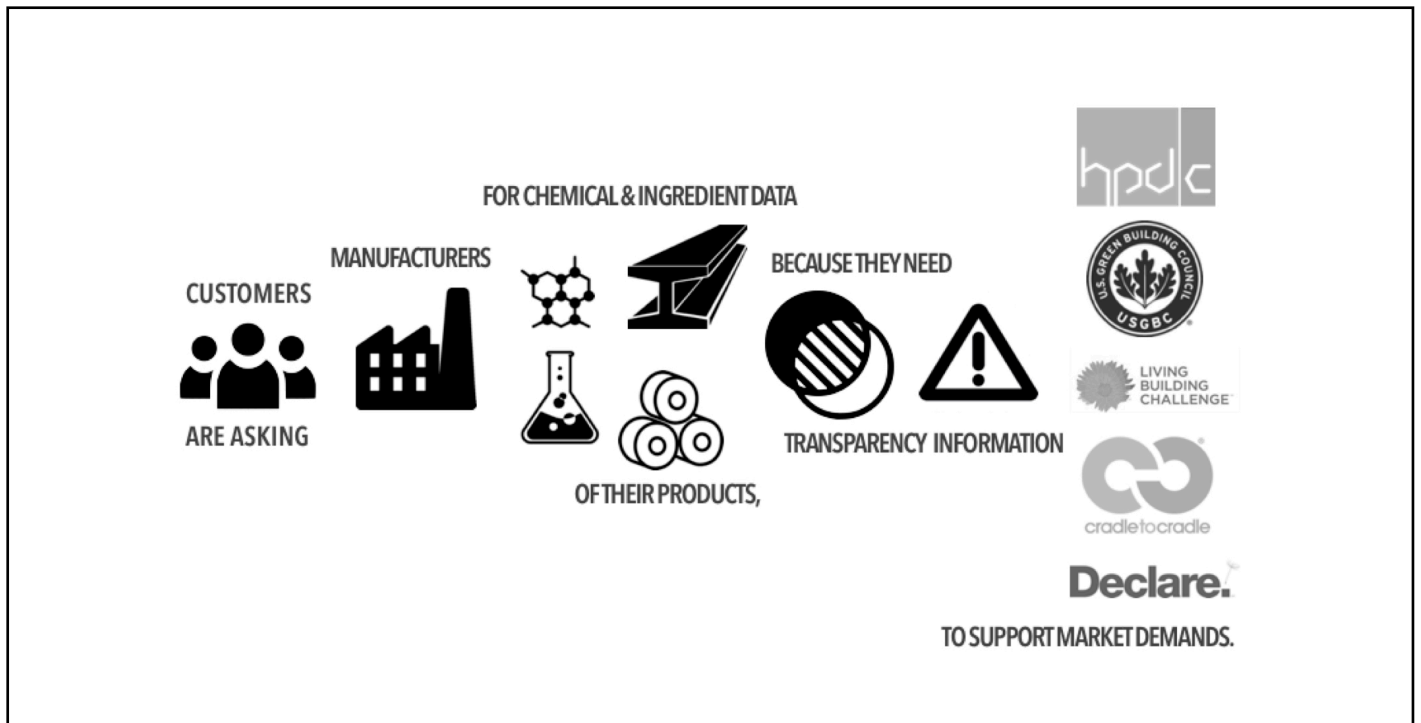 CUSTOMERS
ARE ASKING
MANUFACTURERS
FOR CHEMICAL & INGREDIENT DATA
OF THEIR PRODUCTS,
BECAUSE THEY NEED
TRANSPARENCY INFORMATION
hpdc
U.S. GREEN BUILDING COUNCIL
USGBC
LIVING
BUILDING
CHALLENGE
cradletocradle
Declare.
TO SUPPORT MARKET DEMANDS.